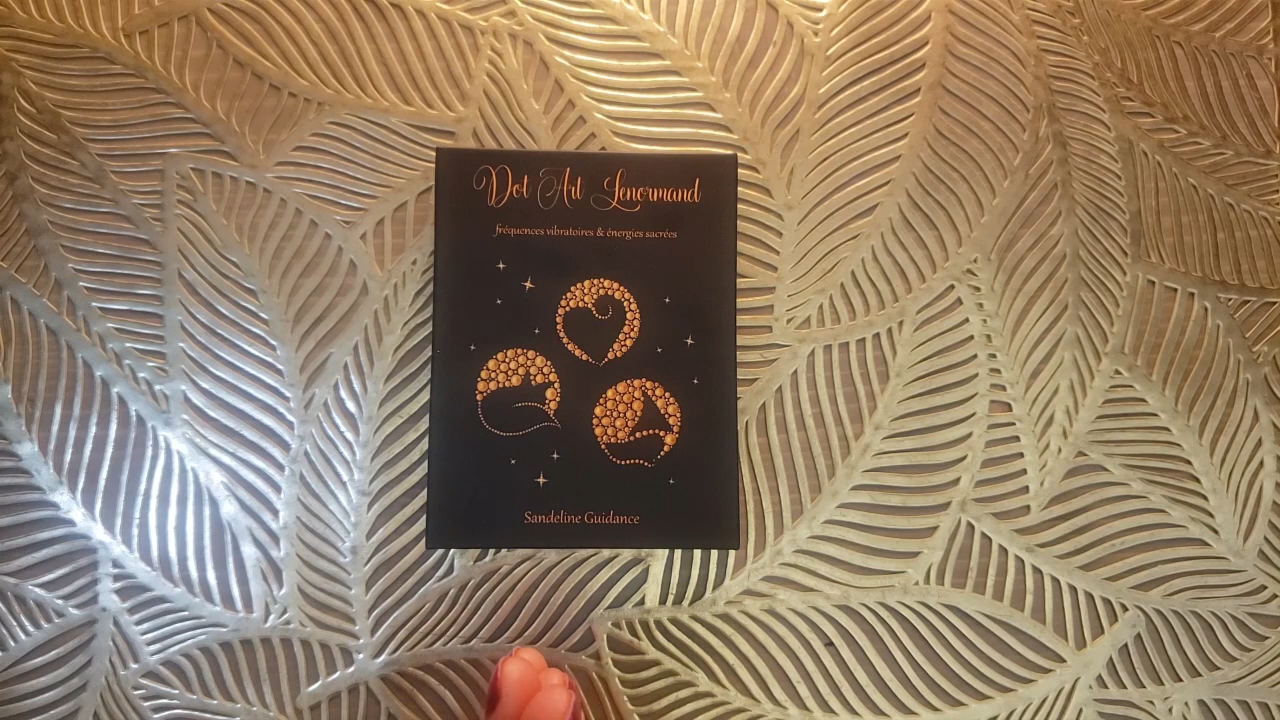 Dot Art Lenormand
fréquences vibratoires & énergies sacrées
Sandeline Guidance